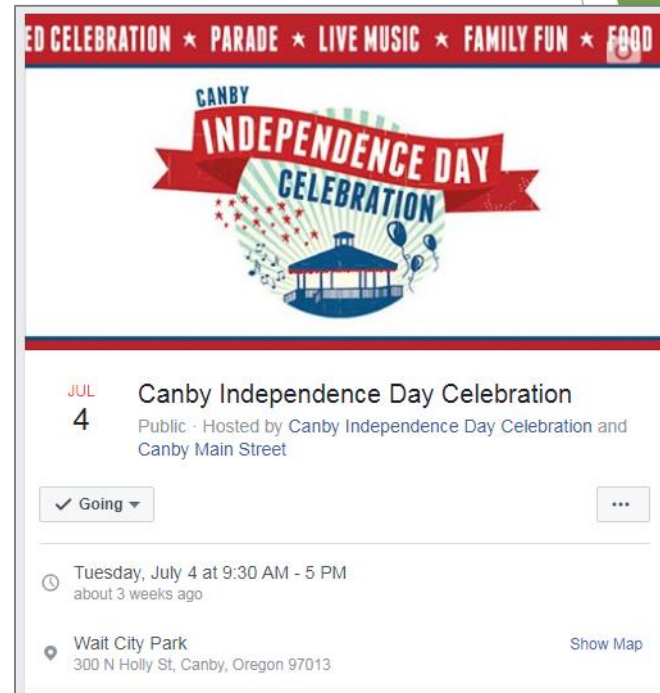 ED CELEBRATION ★ PARADE ★ LIVE MUSIC ★ FAMILY FUN ★ FOOD
CANBY
INDEPENDENCE DAY
CELEBRATION
JUL
4
Canby Independence Day Celebration
Public · Hosted by Canby Independence Day Celebration and
Canby Main Street
✓ Going ▾
...
Tuesday, July 4 at 9:30 AM - 5 PM
about 3 weeks ago
Wait City Park
Show Map
300 N Holly St, Canby, Oregon 97013